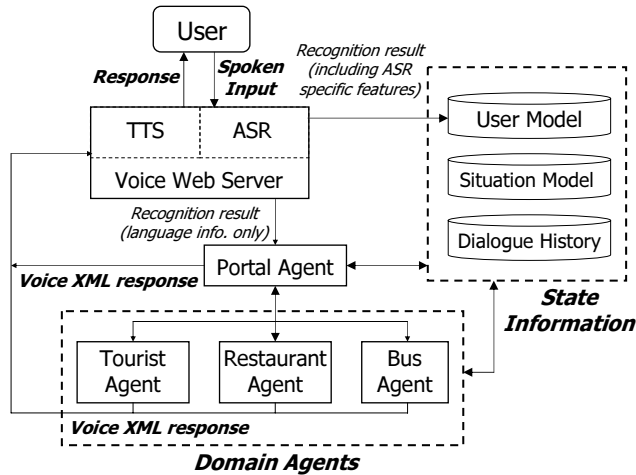 User
Response
Spoken
Input
Recognition result
(including ASR
specific features)
TTS
ASR
Voice Web Server
User Model
Situation Model
Dialogue History
Recognition result
(language info. only)
Portal Agent
Voice XML response
State
Information
Tourist
Agent
Restaurant
Agent
Bus
Agent
Voice XML response
Domain Agents